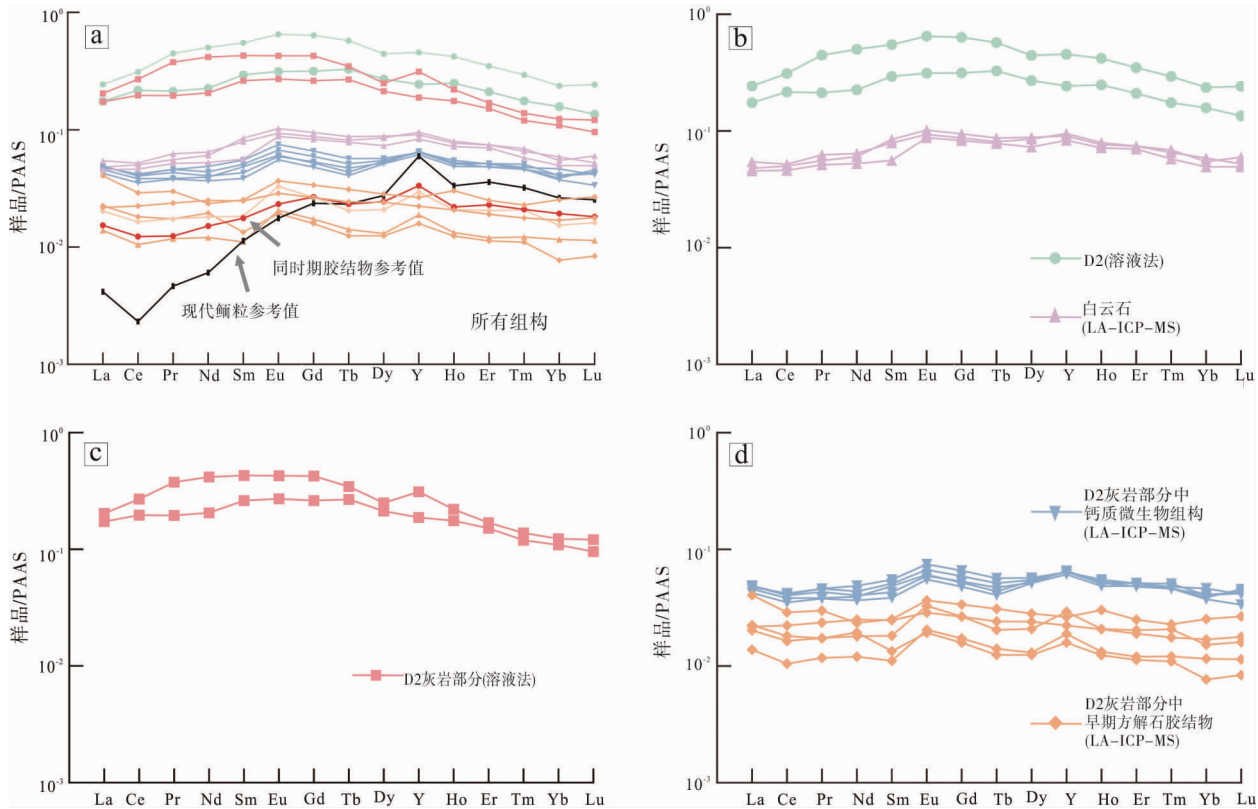 a
10⁰
10⁻¹
10⁻²
10⁻³
样品/PAAS
同时期胶结物参考值
现代鲕粒参考值
所有组构
La Ce Pr Nd Sm Eu Gd Tb Dy Y Ho Er Tm Yb Lu
b
10⁰
10⁻¹
10⁻²
10⁻³
样品/PAAS
D2(溶液法)
白云石
(LA-ICP-MS)
La Ce Pr Nd Sm Eu Gd Tb Dy Y Ho Er Tm Yb Lu
c
10⁰
10⁻¹
10⁻²
10⁻³
样品/PAAS
D2灰岩部分(溶液法)
La Ce Pr Nd Sm Eu Gd Tb Dy Y Ho Er Tm Yb Lu
d
10⁰
10⁻¹
10⁻²
10⁻³
样品/PAAS
D2灰岩部分中
钙质微生物组构
(LA-ICP-MS)
D2灰岩部分中
早期方解石胶结物
(LA-ICP-MS)
La Ce Pr Nd Sm Eu Gd Tb Dy Y Ho Er Tm Yb Lu